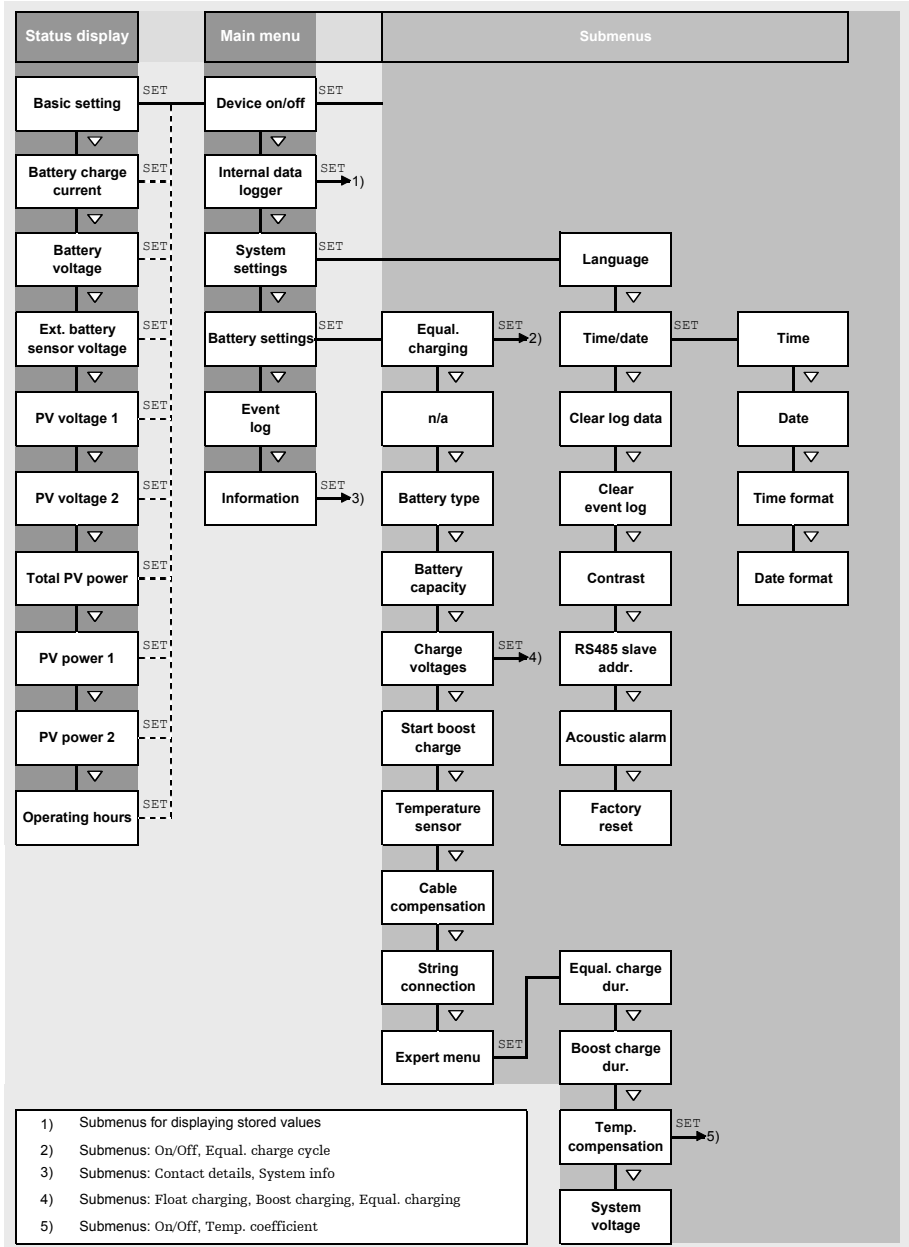 Status display
Main menu
Submenus
Basic setting
SET
Device on/off
SET
Battery charge
current
SET
Internal data
logger
SET
1)
Battery
voltage
SET
System
settings
SET
Language
Ext. battery
sensor voltage
SET
Battery settings
SET
Equal.
charging
SET
2)
Time/date
SET
Time
PV voltage 1
SET
Event
log
n/a
Clear log data
Date
PV voltage 2
SET
Information
SET
3)
Battery type
Clear
event log
Time format
Total PV power
SET
Battery
capacity
Contrast
Date format
PV power 1
SET
Charge
voltages
SET
4)
RS485 slave
addr.
PV power 2
SET
Start boost
charge
Acoustic alarm
Operating hours
SET
Temperature
sensor
Factory
reset
Cable
compensation
String
connection
Equal. charge
dur.
Expert menu
SET
Boost charge
dur.
Temp.
compensation
SET
5)
System
voltage
1) Submenus for displaying stored values
2) Submenus: On/Off, Equal. charge cycle
3) Submenus: Contact details, System info
4) Submenus: Float charging, Boost charging, Equal. charging
5) Submenus: On/Off, Temp. coefficient